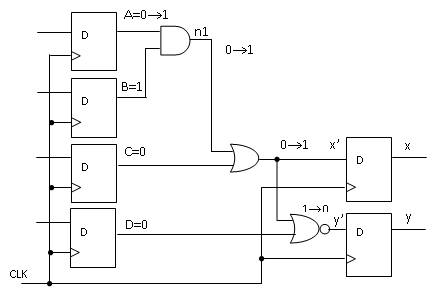 D
A=0→1
n1
0→1
D
B=1
D
C=0
0→1
x'
D
x
D
D=0
1→0
y'
D
y
CLK